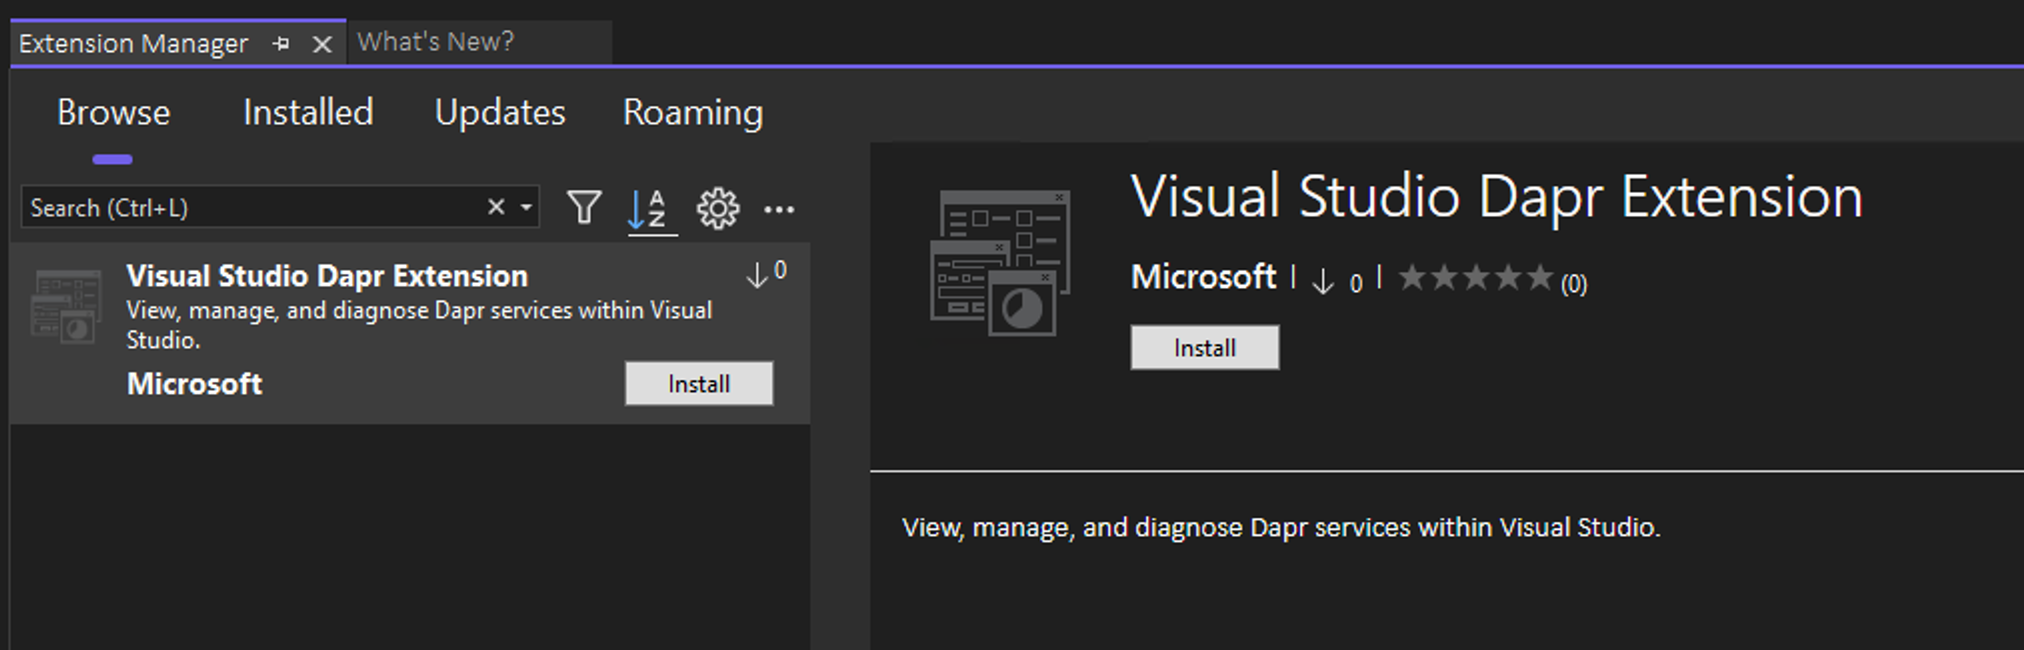 Extension Manager What's New?
Browse Installed Updates Roaming
Search (Ctrl+L)
A
Z
Visual Studio Dapr Extension
0
View, manage, and diagnose Dapr services within Visual
Studio.
Microsoft
Install
Visual Studio Dapr Extension
Microsoft | 0 | (0)
Install
View, manage, and diagnose Dapr services within Visual Studio.